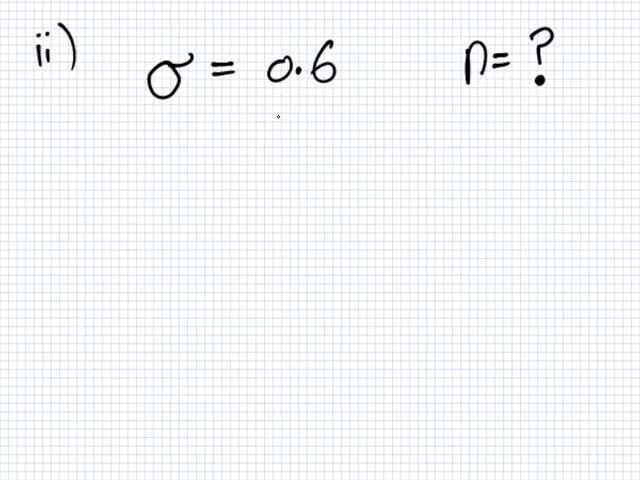 ii) σ = 0.6 n= ?